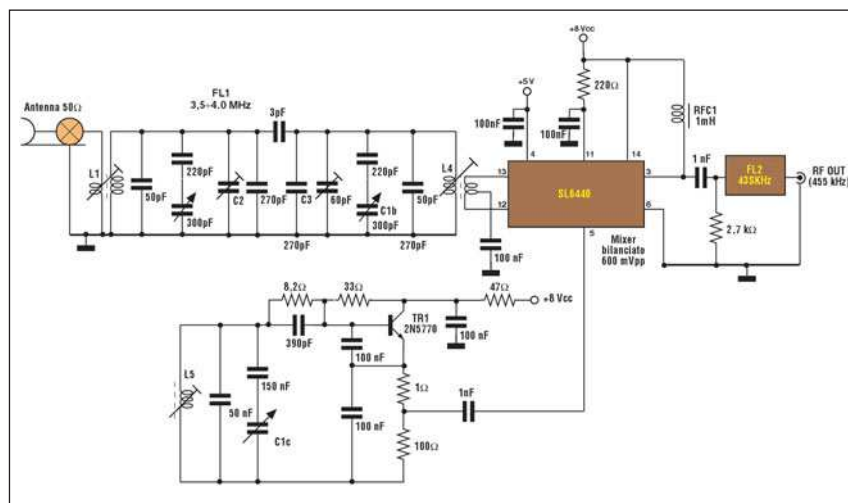 FL1
3,5÷4.0 MHz
Antenna 50Ω
3pF
L1
50pF
220pF
300pF
C2
270pF
C3
60pF
220pF
C1b
300pF
50pF
L4
270pF
270pF
100 nF
+5V
100nF
4
+8 Vcc
220Ω
100nF
11
14
RFC1
1mH
13
12
SL6440
3
6
5
Mixer
bilanciato
600 mVpp
1 nF
2,7 kΩ
FL2
435KHz
RF OUT
(455 kHz)
8,2Ω
33Ω
47Ω
+8 Vcc
390pF
TR1
2N5770
100 nF
100 nF
100 nF
L5
50 nF
150 nF
C1c
1Ω
100Ω
1nF